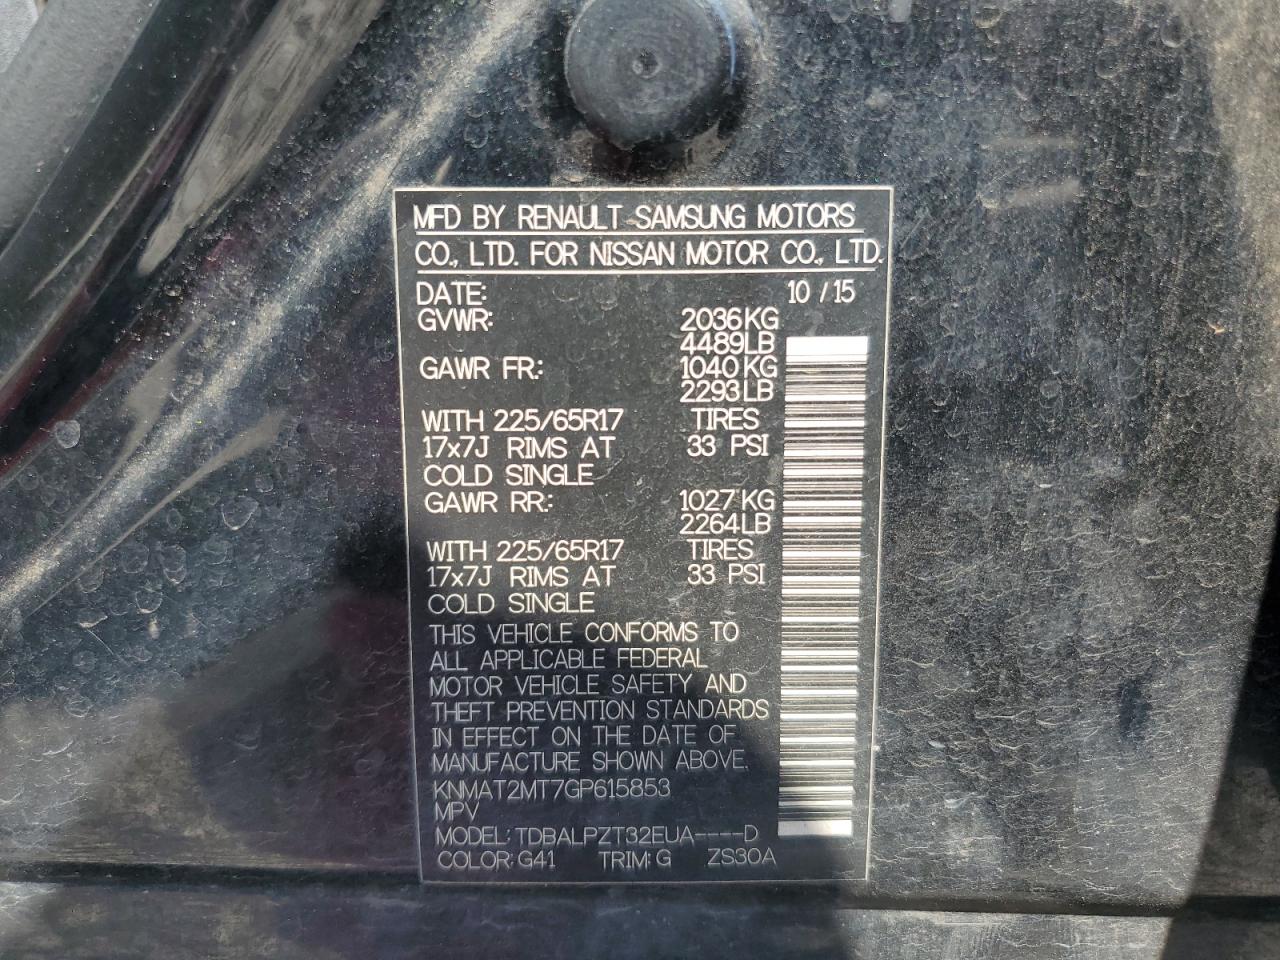 MFD BY RENAULT SAMSUNG MOTORS
CO., LTD. FOR NISSAN MOTOR CO., LTD.
DATE: 10 /15
GVWR: 2036KG
4489LB
GAWR FR.: 1040KG
2293LB
WITH 225/65R17 TIRES
17x7J RIMS AT 33 PSI
COLD SINGLE
GAWR RR.: 1027KG
2264LB
WITH 225/65R17 TIRES
17x7J RIMS AT 33 PSI
COLD SINGLE
THIS VEHICLE CONFORMS TO
ALL APPLICABLE FEDERAL
MOTOR VEHICLE SAFETY AND
THEFT PREVENTION STANDARDS
IN EFFECT ON THE DATE OF
MANUFACTURE SHOWN ABOVE.
KNMAT2MT7GP615853
MPV
MODEL: TDBALPZT32EUA----D
COLOR: G41 TRIM: G ZS30A